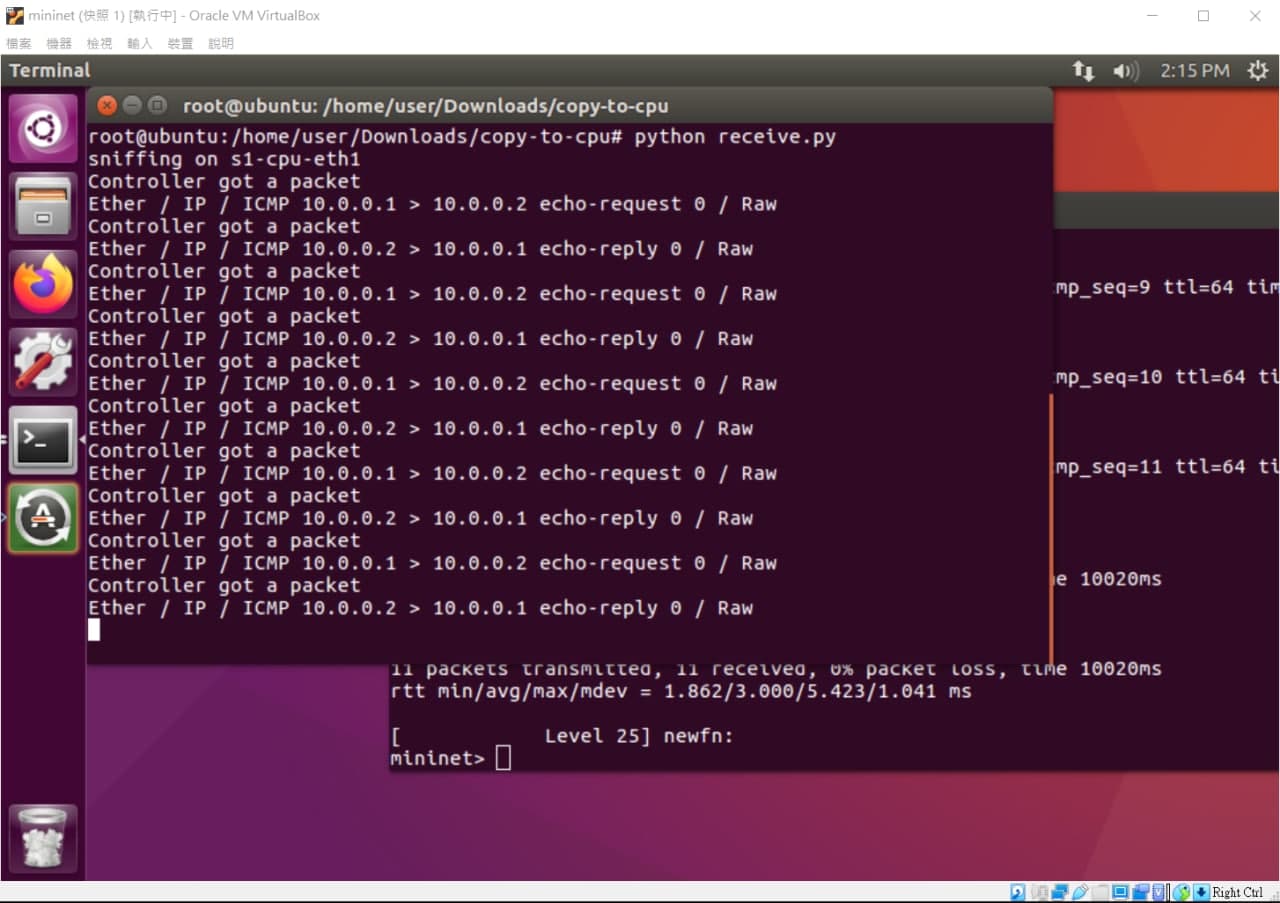 mininet (快照 1) [執行中] - Oracle VM VirtualBox
檔案 機器 檢視 輸入 裝置 說明
Terminal
2:15 PM
root@ubuntu: /home/user/Downloads/copy-to-cpu
root@ubuntu:/home/user/Downloads/copy-to-cpu# python receive.py
sniffing on s1-cpu-eth1
Controller got a packet
Ether / IP / ICMP 10.0.0.1 > 10.0.0.2 echo-request 0 / Raw
Controller got a packet
Ether / IP / ICMP 10.0.0.2 > 10.0.0.1 echo-reply 0 / Raw
Controller got a packet
Ether / IP / ICMP 10.0.0.1 > 10.0.0.2 echo-request 0 / Raw
Controller got a packet
Ether / IP / ICMP 10.0.0.2 > 10.0.0.1 echo-reply 0 / Raw
Controller got a packet
Ether / IP / ICMP 10.0.0.1 > 10.0.0.2 echo-request 0 / Raw
Controller got a packet
Ether / IP / ICMP 10.0.0.2 > 10.0.0.1 echo-reply 0 / Raw
Controller got a packet
Ether / IP / ICMP 10.0.0.1 > 10.0.0.2 echo-request 0 / Raw
Controller got a packet
Ether / IP / ICMP 10.0.0.2 > 10.0.0.1 echo-reply 0 / Raw
Controller got a packet
Ether / IP / ICMP 10.0.0.1 > 10.0.0.2 echo-request 0 / Raw
Controller got a packet
Ether / IP / ICMP 10.0.0.2 > 10.0.0.1 echo-reply 0 / Raw
mp_seq=9 ttl=64 tim
mp_seq=10 ttl=64 ti
mp_seq=11 ttl=64 ti
e 10020ms
11 packets transmitted, 11 received, 0% packet loss, time 10020ms
rtt min/avg/max/mdev = 1.862/3.000/5.423/1.041 ms
[ Level 25] newfn:
mininet>
Right Ctrl